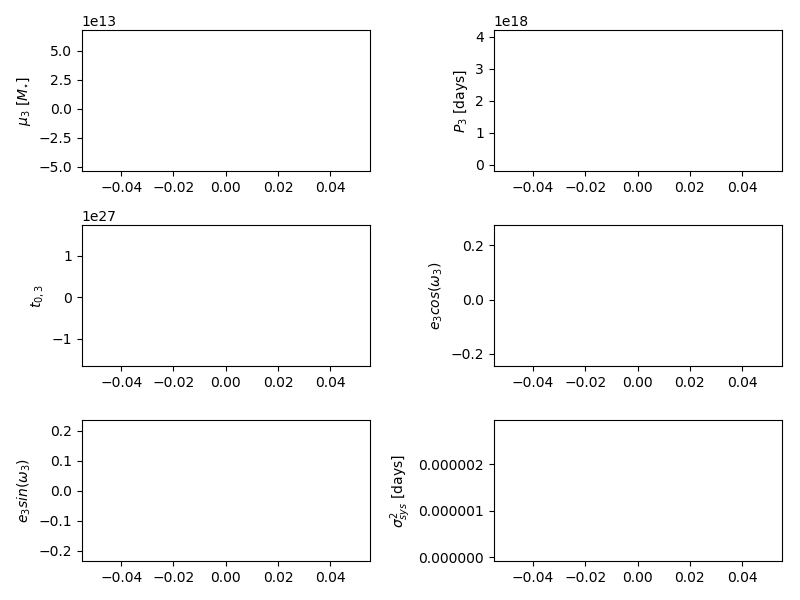 1e13
μ₃ [M⋆]
5.0
2.5
0.0
−2.5
−5.0
−0.04 −0.02 0.00 0.02 0.04
1e18
P₃ [days]
4
3
2
1
0
−0.04 −0.02 0.00 0.02 0.04
1e27
t₀,₃
1
0
−1
−0.04 −0.02 0.00 0.02 0.04
e₃cos(ω₃)
0.2
0.0
−0.2
−0.04 −0.02 0.00 0.02 0.04
e₃sin(ω₃)
0.2
0.1
0.0
−0.1
−0.2
−0.04 −0.02 0.00 0.02 0.04
σ²sys [days]
0.000002
0.000001
0.000000
−0.04 −0.02 0.00 0.02 0.04